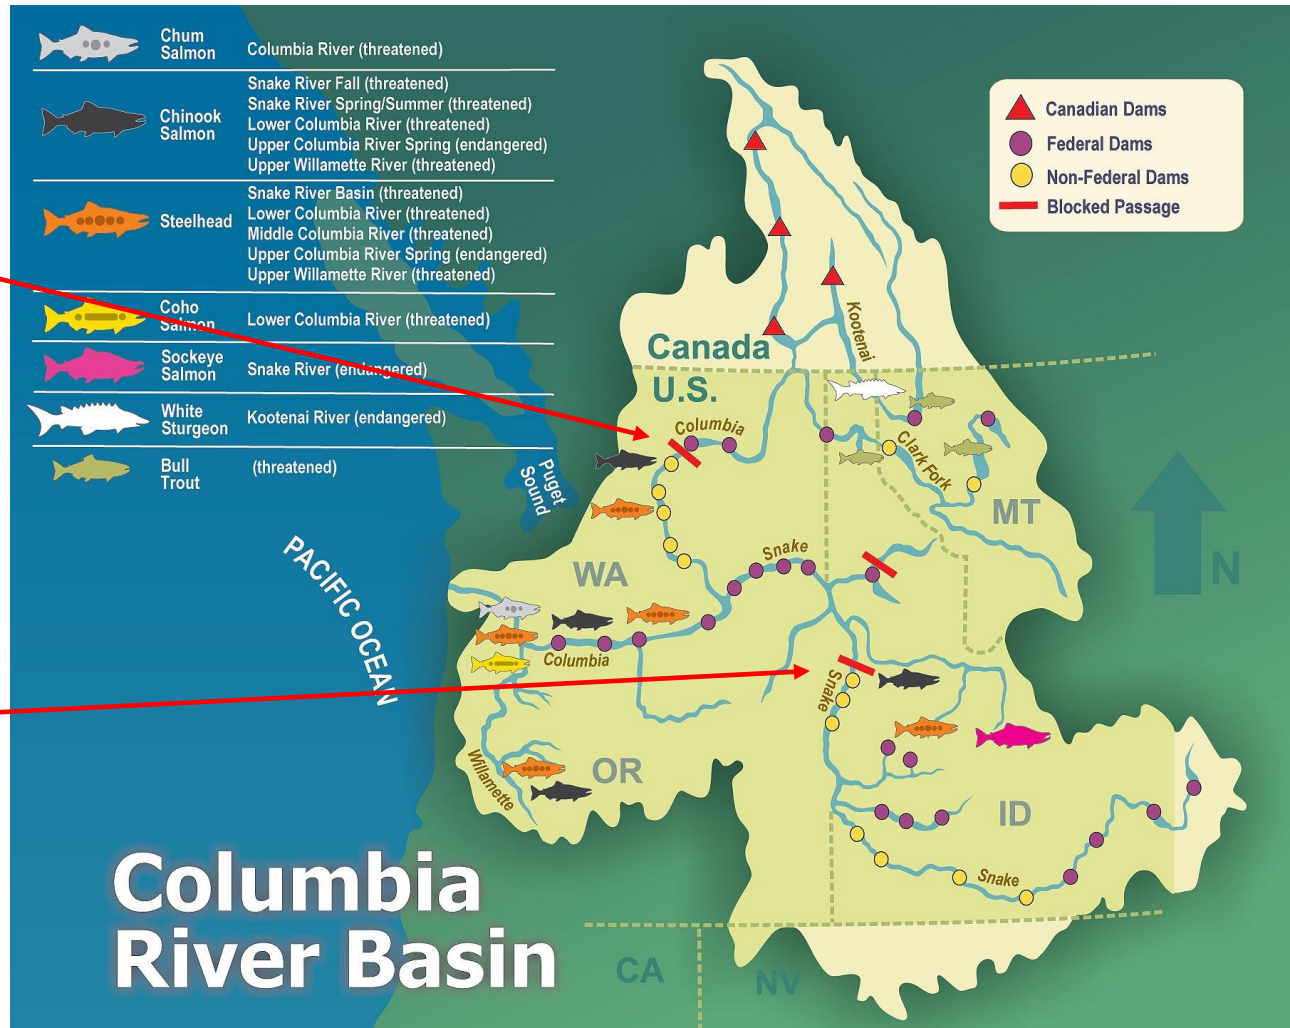 Chum
Salmon
Columbia River (threatened)
Chinook
Salmon
Snake River Fall (threatened)
Snake River Spring/Summer (threatened)
Lower Columbia River (threatened)
Upper Columbia River Spring (endangered)
Upper Willamette River (threatened)
Steelhead
Snake River Basin (threatened)
Lower Columbia River (threatened)
Middle Columbia River (threatened)
Upper Columbia River Spring (endangered)
Upper Willamette River (threatened)
Coho
Salmon
Lower Columbia River (threatened)
Sockeye
Salmon
Snake River (endangered)
White
Sturgeon
Kootenai River (endangered)
Bull
Trout
(threatened)
Canadian Dams
Federal Dams
Non-Federal Dams
Blocked Passage
Kootenai
Canada
U.S.
Columbia
Clark Fork
Puget
Sound
MT
N
PACIFIC OCEAN
WA
Snake
Columbia
Snake
Willamette
OR
ID
Snake
Columbia
River Basin
CA
NV